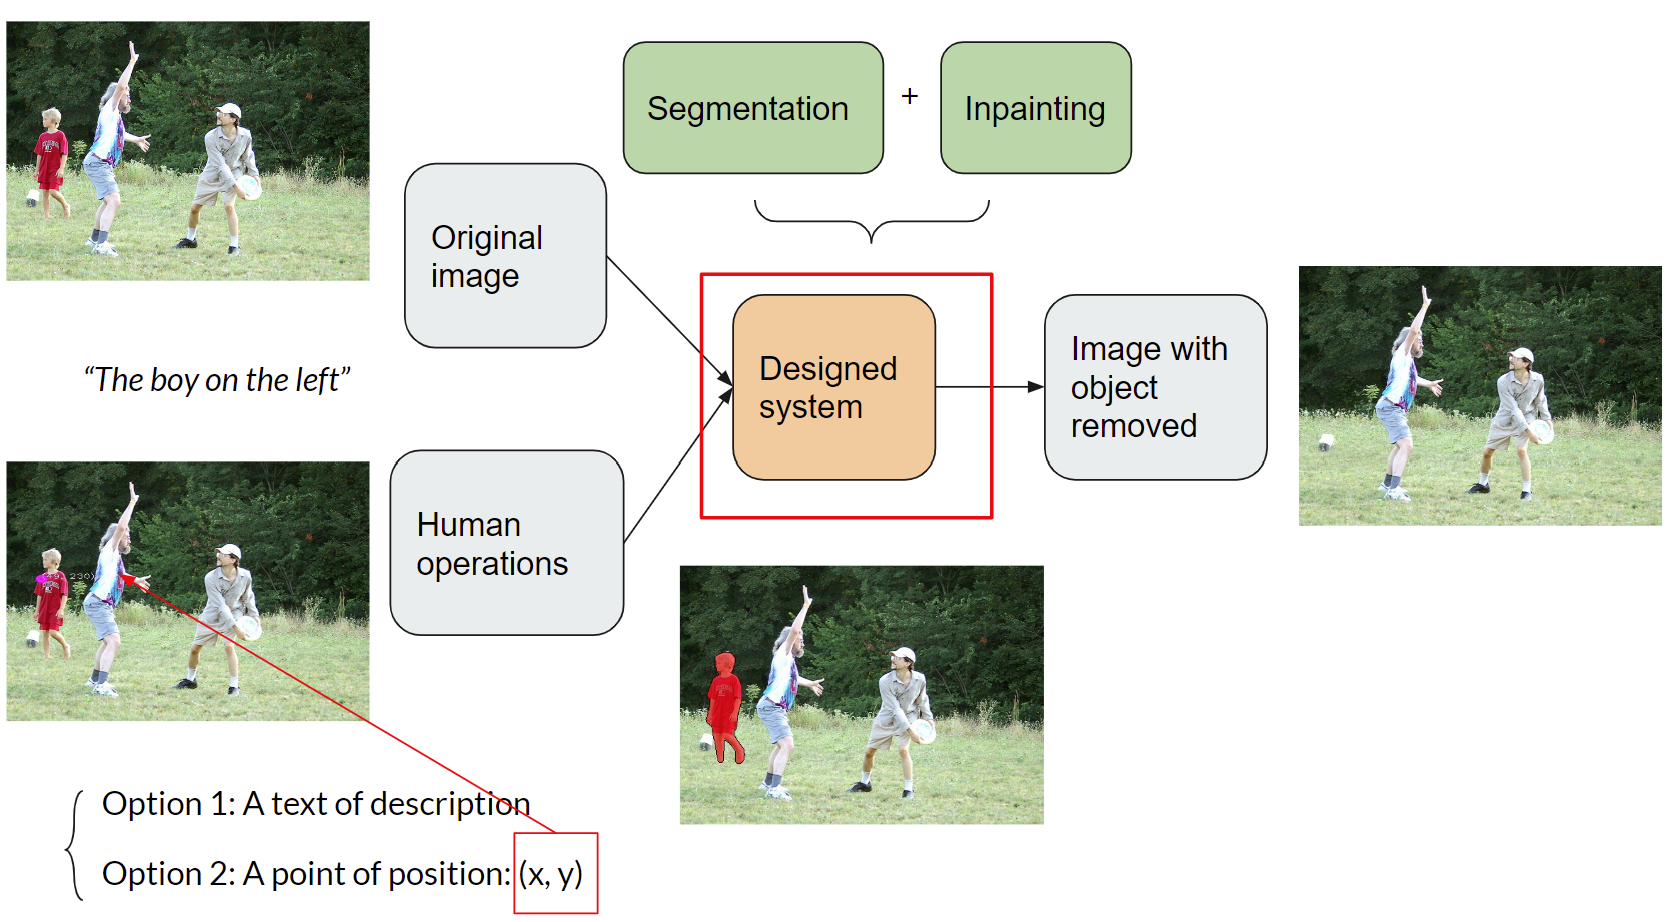 Segmentation
+
Inpainting
Original
image
"The boy on the left"
Designed
system
Image with
object
removed
Human
operations
230)
Option 1: A text of description
Option 2: A point of position: (x, y)